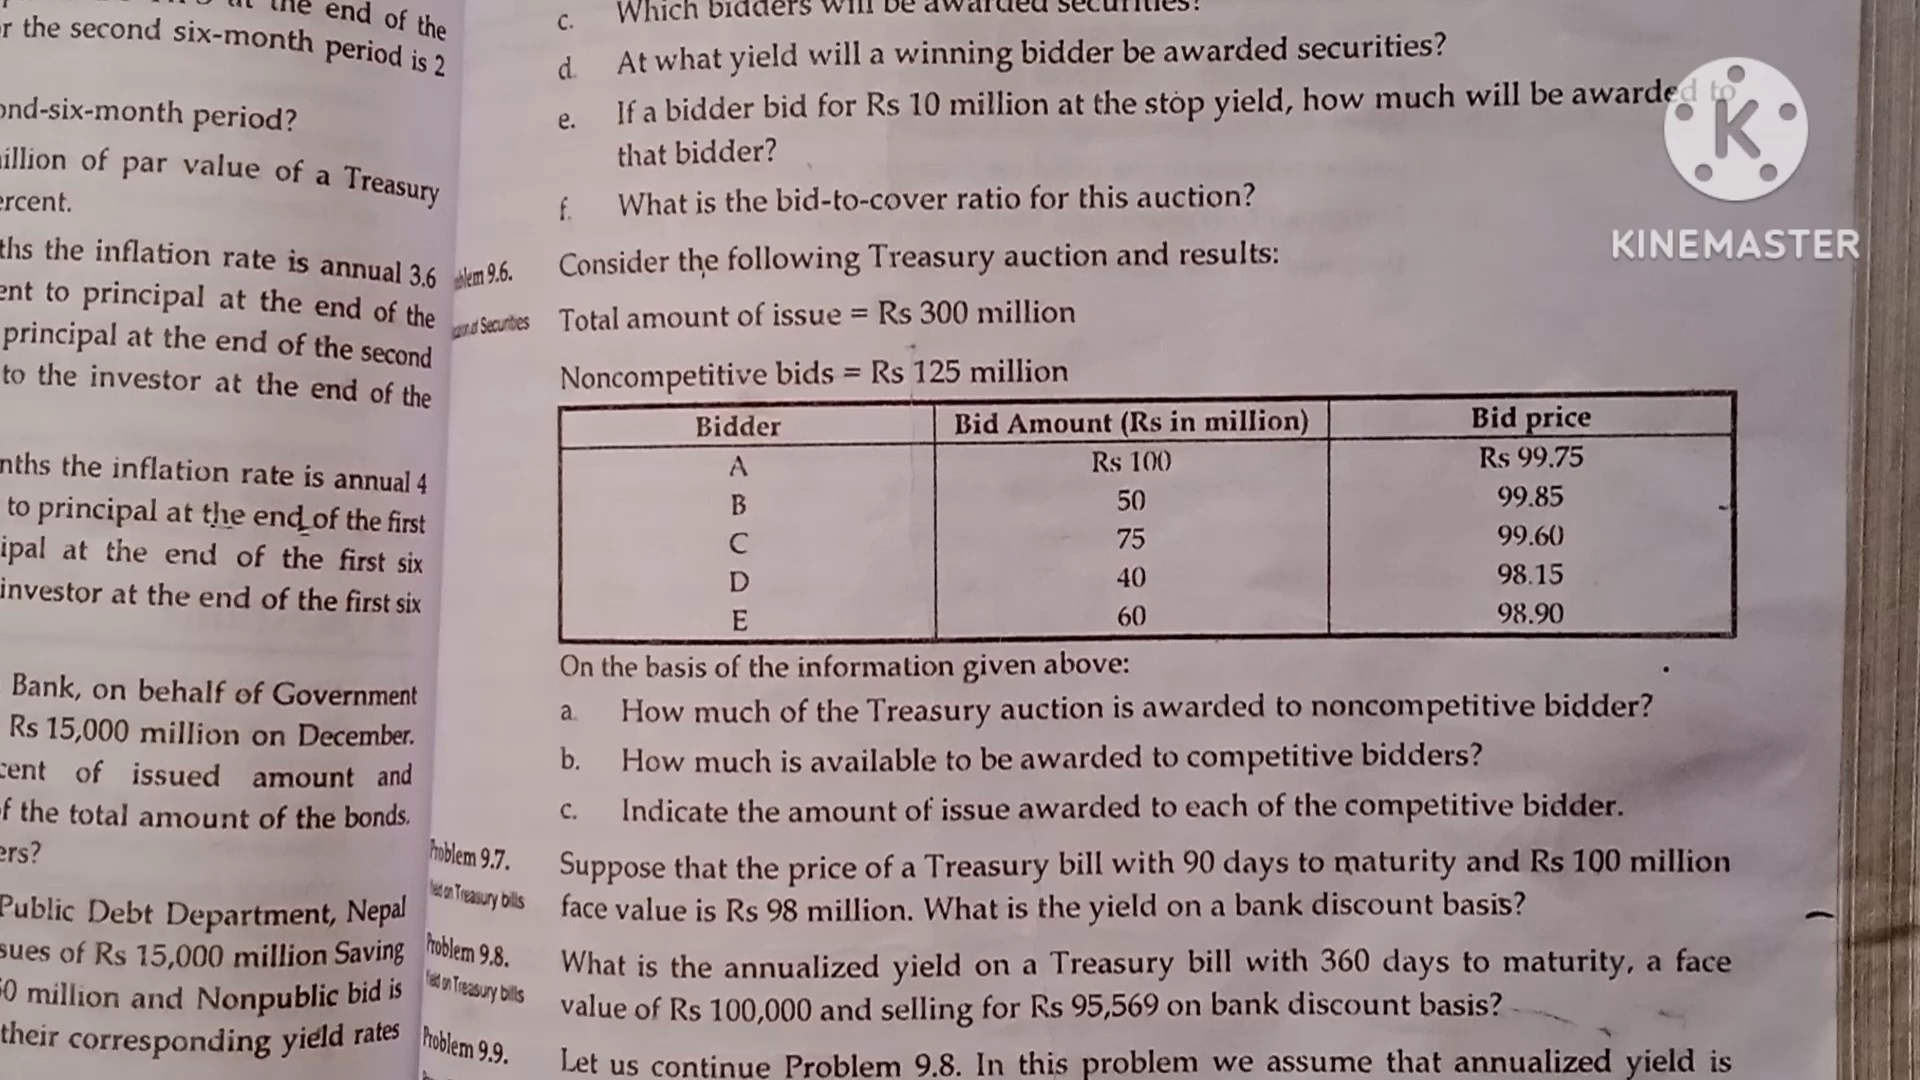 the end of the
r the second six-month period is 2
ond-six-month period?
illion of par value of a Treasury
ercent.
ths the inflation rate is annual 3.6
ent to principal at the end of the
principal at the end of the second
to the investor at the end of the
nths the inflation rate is annual 4
to principal at the end of the first
ipal at the end of the first six
investor at the end of the first six
Bank, on behalf of Government
Rs 15,000 million on December.
cent of issued amount and
f the total amount of the bonds.
ers?
Public Debt Department, Nepal
sues of Rs 15,000 million Saving
0 million and Nonpublic bid is
their corresponding yield rates
c. Which bidders will be awarded securities?
d. At what yield will a winning bidder be awarded securities?
e. If a bidder bid for Rs 10 million at the stop yield, how much will be awarded to
that bidder?
f. What is the bid-to-cover ratio for this auction?
blem 9.6. Consider the following Treasury auction and results:
Securities Total amount of issue = Rs 300 million
Noncompetitive bids = Rs 125 million
Bidder Bid Amount (Rs in million) Bid price
A Rs 100 Rs 99.75
B 50 99.85
C 75 99.60
D 40 98.15
E 60 98.90
On the basis of the information given above:
a. How much of the Treasury auction is awarded to noncompetitive bidder?
b. How much is available to be awarded to competitive bidders?
c. Indicate the amount of issue awarded to each of the competitive bidder.
Problem 9.7. Suppose that the price of a Treasury bill with 90 days to maturity and Rs 100 million
on Treasury bills face value is Rs 98 million. What is the yield on a bank discount basis?
Problem 9.8. What is the annualized yield on a Treasury bill with 360 days to maturity, a face
on Treasury bills value of Rs 100,000 and selling for Rs 95,569 on bank discount basis?
Problem 9.9. Let us continue Problem 9.8. In this problem we assume that annualized yield is
K
KINEMASTER